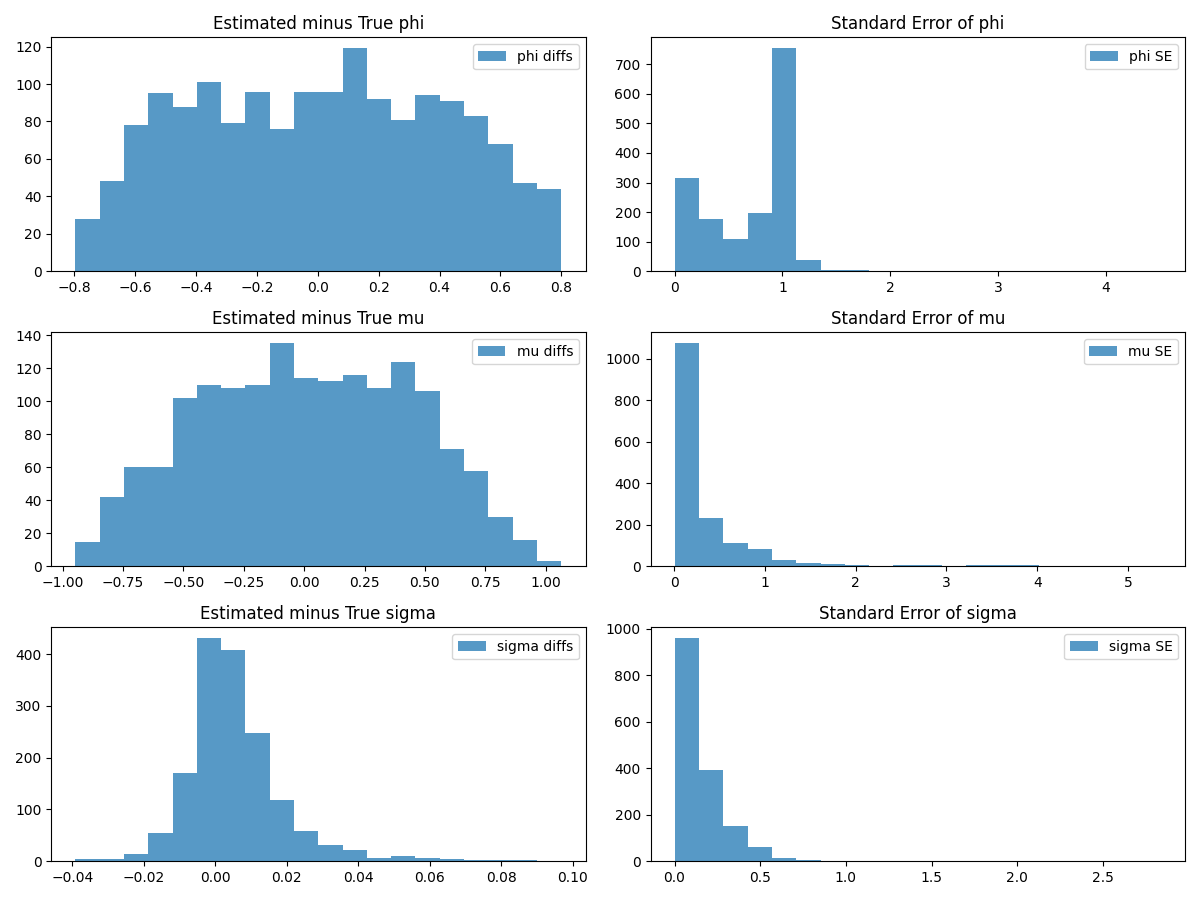 Estimated minus True phi
phi diffs
120
100
80
60
40
20
0
−0.8 −0.6 −0.4 −0.2 0.0 0.2 0.4 0.6 0.8
Standard Error of phi
phi SE
700
600
500
400
300
200
100
0
0 1 2 3 4
Estimated minus True mu
mu diffs
140
120
100
80
60
40
20
0
−1.00 −0.75 −0.50 −0.25 0.00 0.25 0.50 0.75 1.00
Standard Error of mu
mu SE
1000
800
600
400
200
0
0 1 2 3 4 5
Estimated minus True sigma
sigma diffs
400
300
200
100
0
−0.04 −0.02 0.00 0.02 0.04 0.06 0.08 0.10
Standard Error of sigma
sigma SE
1000
800
600
400
200
0
0.0 0.5 1.0 1.5 2.0 2.5